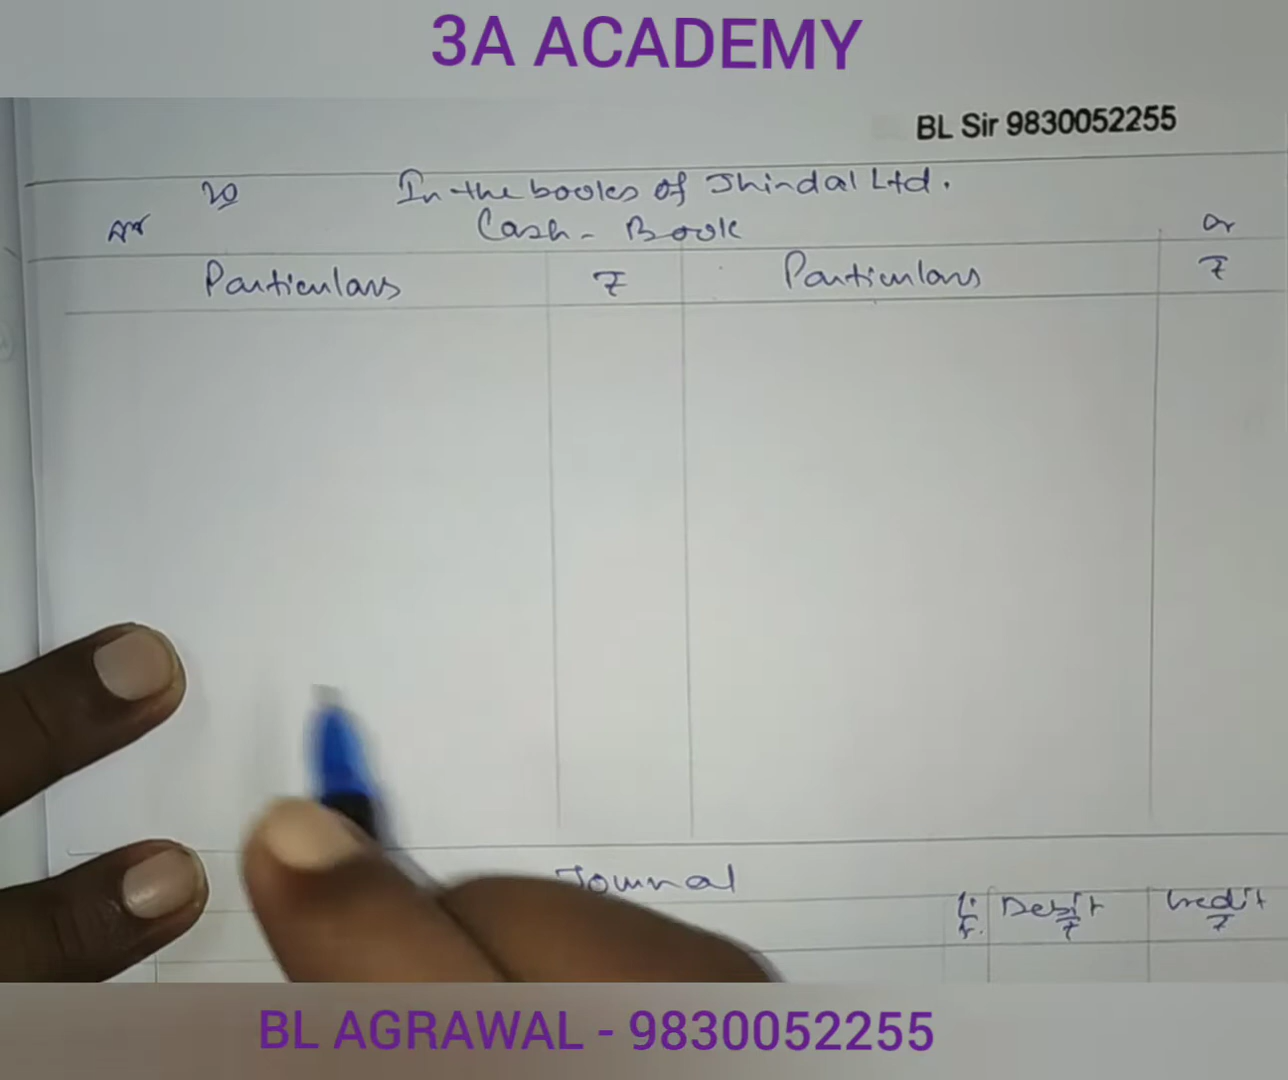 3A ACADEMY
BL Sir 9830052255
20 In the books of Jhindal Ltd.
Dr Cash - Book Cr
Particulars ₹ Particulars ₹
Journal
L.F. Debit ₹ Credit ₹
BL AGRAWAL - 9830052255